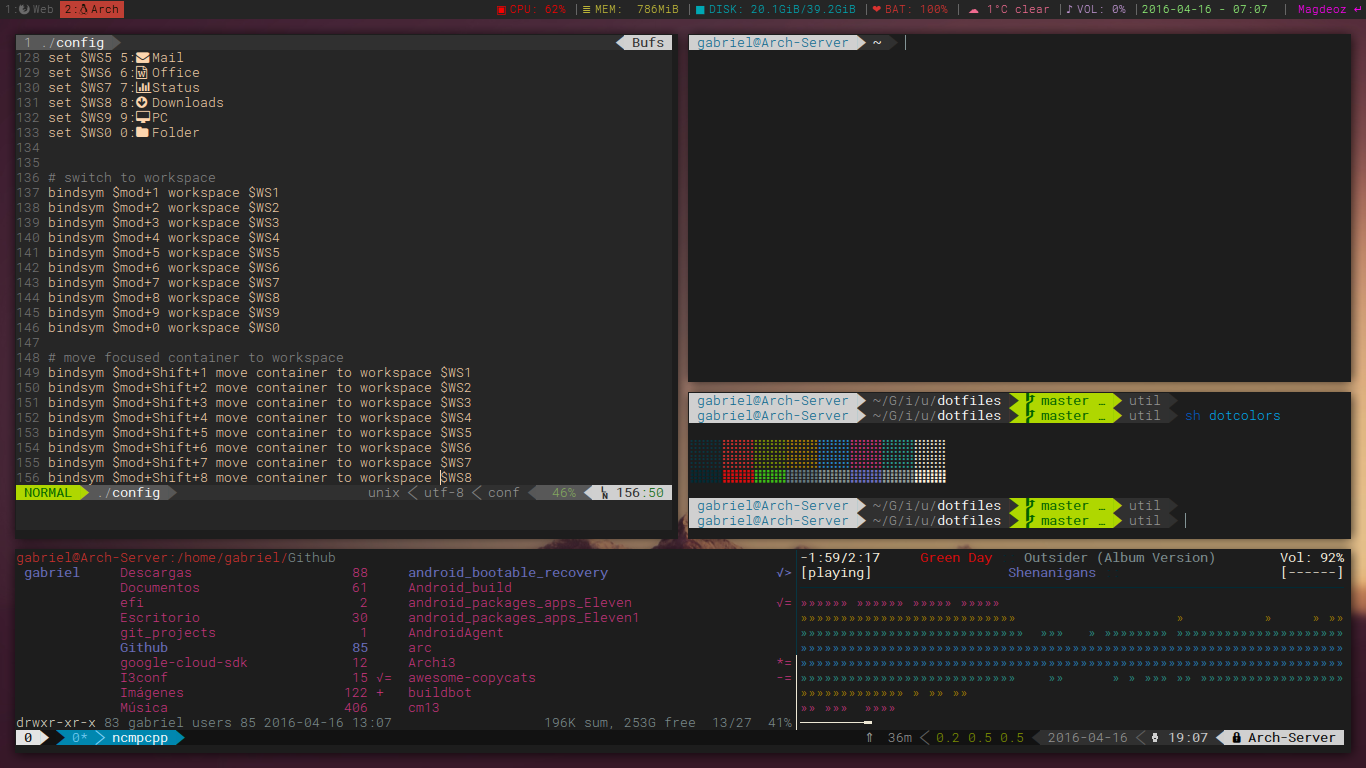 1: Web 2: Arch CPU: 62% | MEM: 786MiB | DISK: 20.1GiB/39.2GiB | BAT: 100% | 1°C clear | VOL: 0% | 2016-04-16 - 07:07 | Magdeoz
1 ./config Bufs
128 set $WS5 5: Mail
129 set $WS6 6: Office
130 set $WS7 7: Status
131 set $WS8 8: Downloads
132 set $WS9 9: PC
133 set $WS0 0: Folder
134
135
136 # switch to workspace
137 bindsym $mod+1 workspace $WS1
138 bindsym $mod+2 workspace $WS2
139 bindsym $mod+3 workspace $WS3
140 bindsym $mod+4 workspace $WS4
141 bindsym $mod+5 workspace $WS5
142 bindsym $mod+6 workspace $WS6
143 bindsym $mod+7 workspace $WS7
144 bindsym $mod+8 workspace $WS8
145 bindsym $mod+9 workspace $WS9
146 bindsym $mod+0 workspace $WS0
147
148 # move focused container to workspace
149 bindsym $mod+Shift+1 move container to workspace $WS1
150 bindsym $mod+Shift+2 move container to workspace $WS2
151 bindsym $mod+Shift+3 move container to workspace $WS3
152 bindsym $mod+Shift+4 move container to workspace $WS4
153 bindsym $mod+Shift+5 move container to workspace $WS5
154 bindsym $mod+Shift+6 move container to workspace $WS6
155 bindsym $mod+Shift+7 move container to workspace $WS7
156 bindsym $mod+Shift+8 move container to workspace $WS8
NORMAL ./config unix utf-8 conf 46% LN 156:50
gabriel@Arch-Server ~
gabriel@Arch-Server ~/G/i/u/dotfiles master … util
gabriel@Arch-Server ~/G/i/u/dotfiles master … util sh dotcolors
gabriel@Arch-Server ~/G/i/u/dotfiles master … util
gabriel@Arch-Server ~/G/i/u/dotfiles master … util
gabriel@Arch-Server:/home/gabriel/Github
gabriel Descargas 88 android_bootable_recovery √>
Documentos 61 Android_build
efi 2 android_packages_apps_Eleven √=
Escritorio 30 android_packages_apps_Eleven1
git_projects 1 AndroidAgent
Github 85 arc
google-cloud-sdk 12 Archi3 *=
I3conf 15 √= awesome-copycats -=
Imágenes 122 + buildbot
Música 406 cm13
drwxr-xr-x 83 gabriel users 85 2016-04-16 13:07 196K sum, 253G free 13/27 41%
-1:59/2:17 Green Day Outsider (Album Version) Vol: 92%
[playing] Shenanigans [------]
0 0* ncmpcpp ⇑ 36m 0.2 0.5 0.5 2016-04-16 19:07 Arch-Server